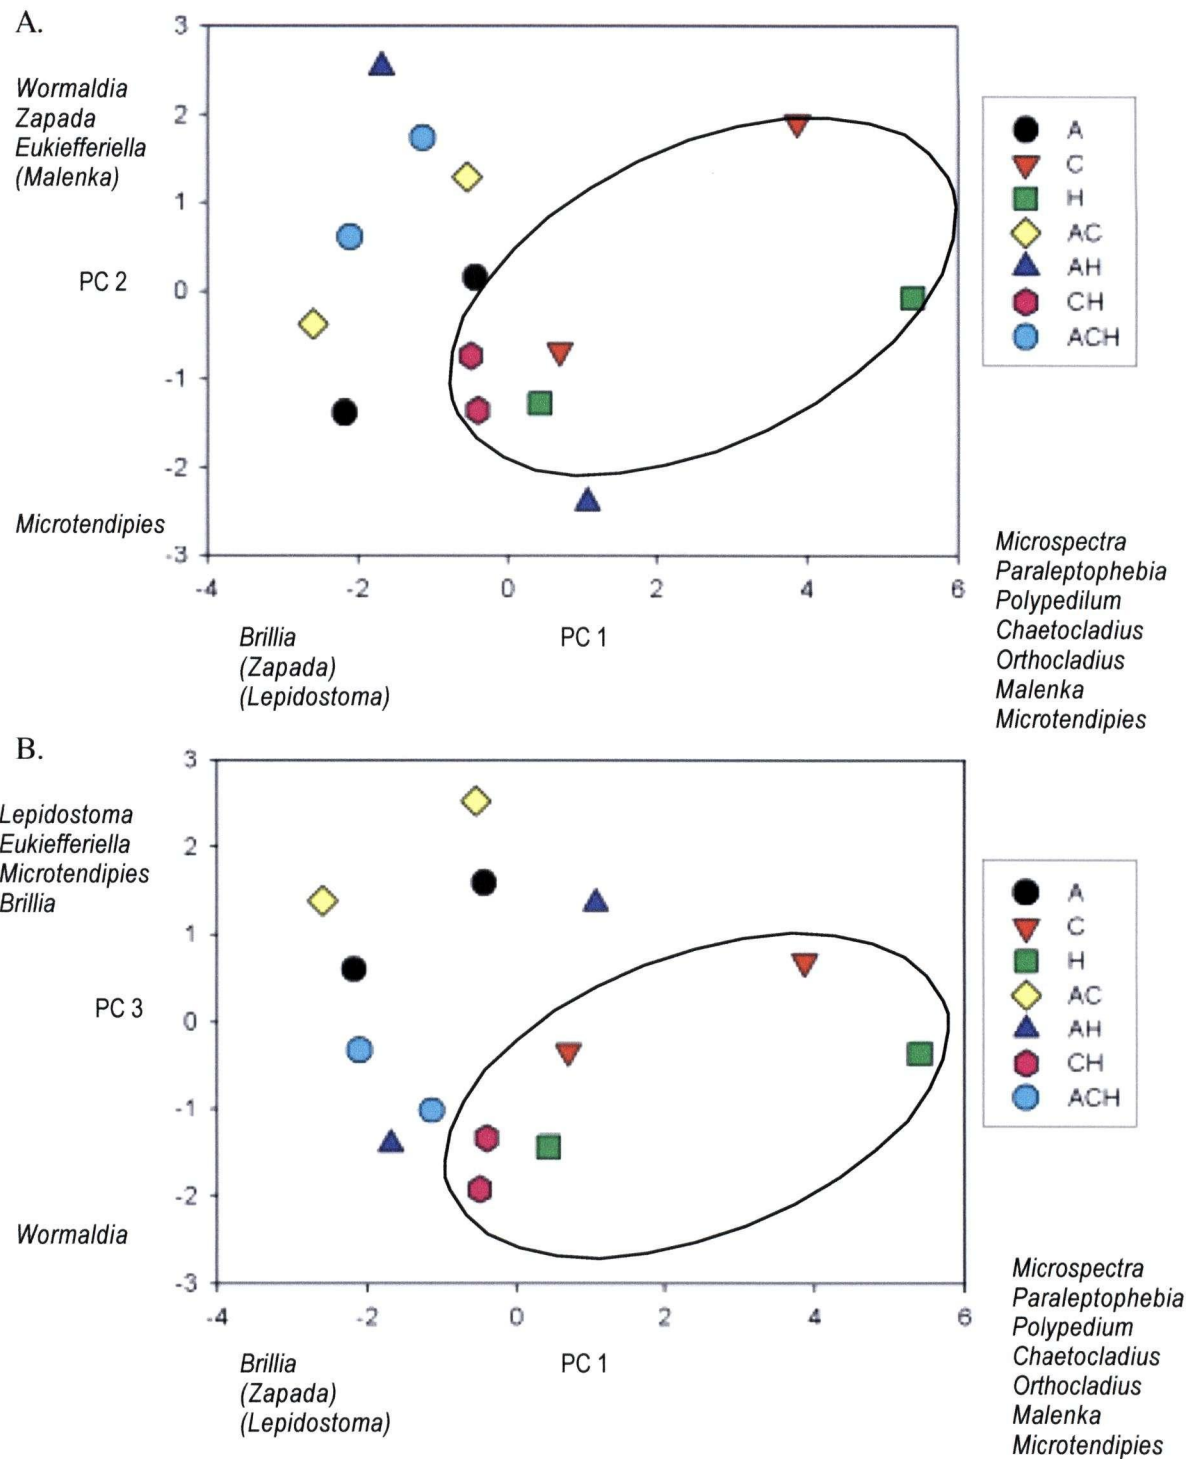 A.
3
Wormaldia
Zapada
Eukiefferiella
(Malenka)
2
1
PC 2
0
-1
-2
Microtendipies
-3
-4
-2
0
2
4
6
A
C
H
AC
AH
CH
ACH
Brillia
(Zapada)
(Lepidostoma)
PC 1
Microspectra
Paraleptophebia
Polypedilum
Chaetocladius
Orthocladius
Malenka
Microtendipies
B.
3
Lepidostoma
Eukiefferiella
Microtendipies
Brillia
2
1
PC 3
0
-1
-2
Wormaldia
-3
-4
-2
0
2
4
6
A
C
H
AC
AH
CH
ACH
Brillia
(Zapada)
(Lepidostoma)
PC 1
Microspectra
Paraleptophebia
Polypedium
Chaetocladius
Orthocladius
Malenka
Microtendipies